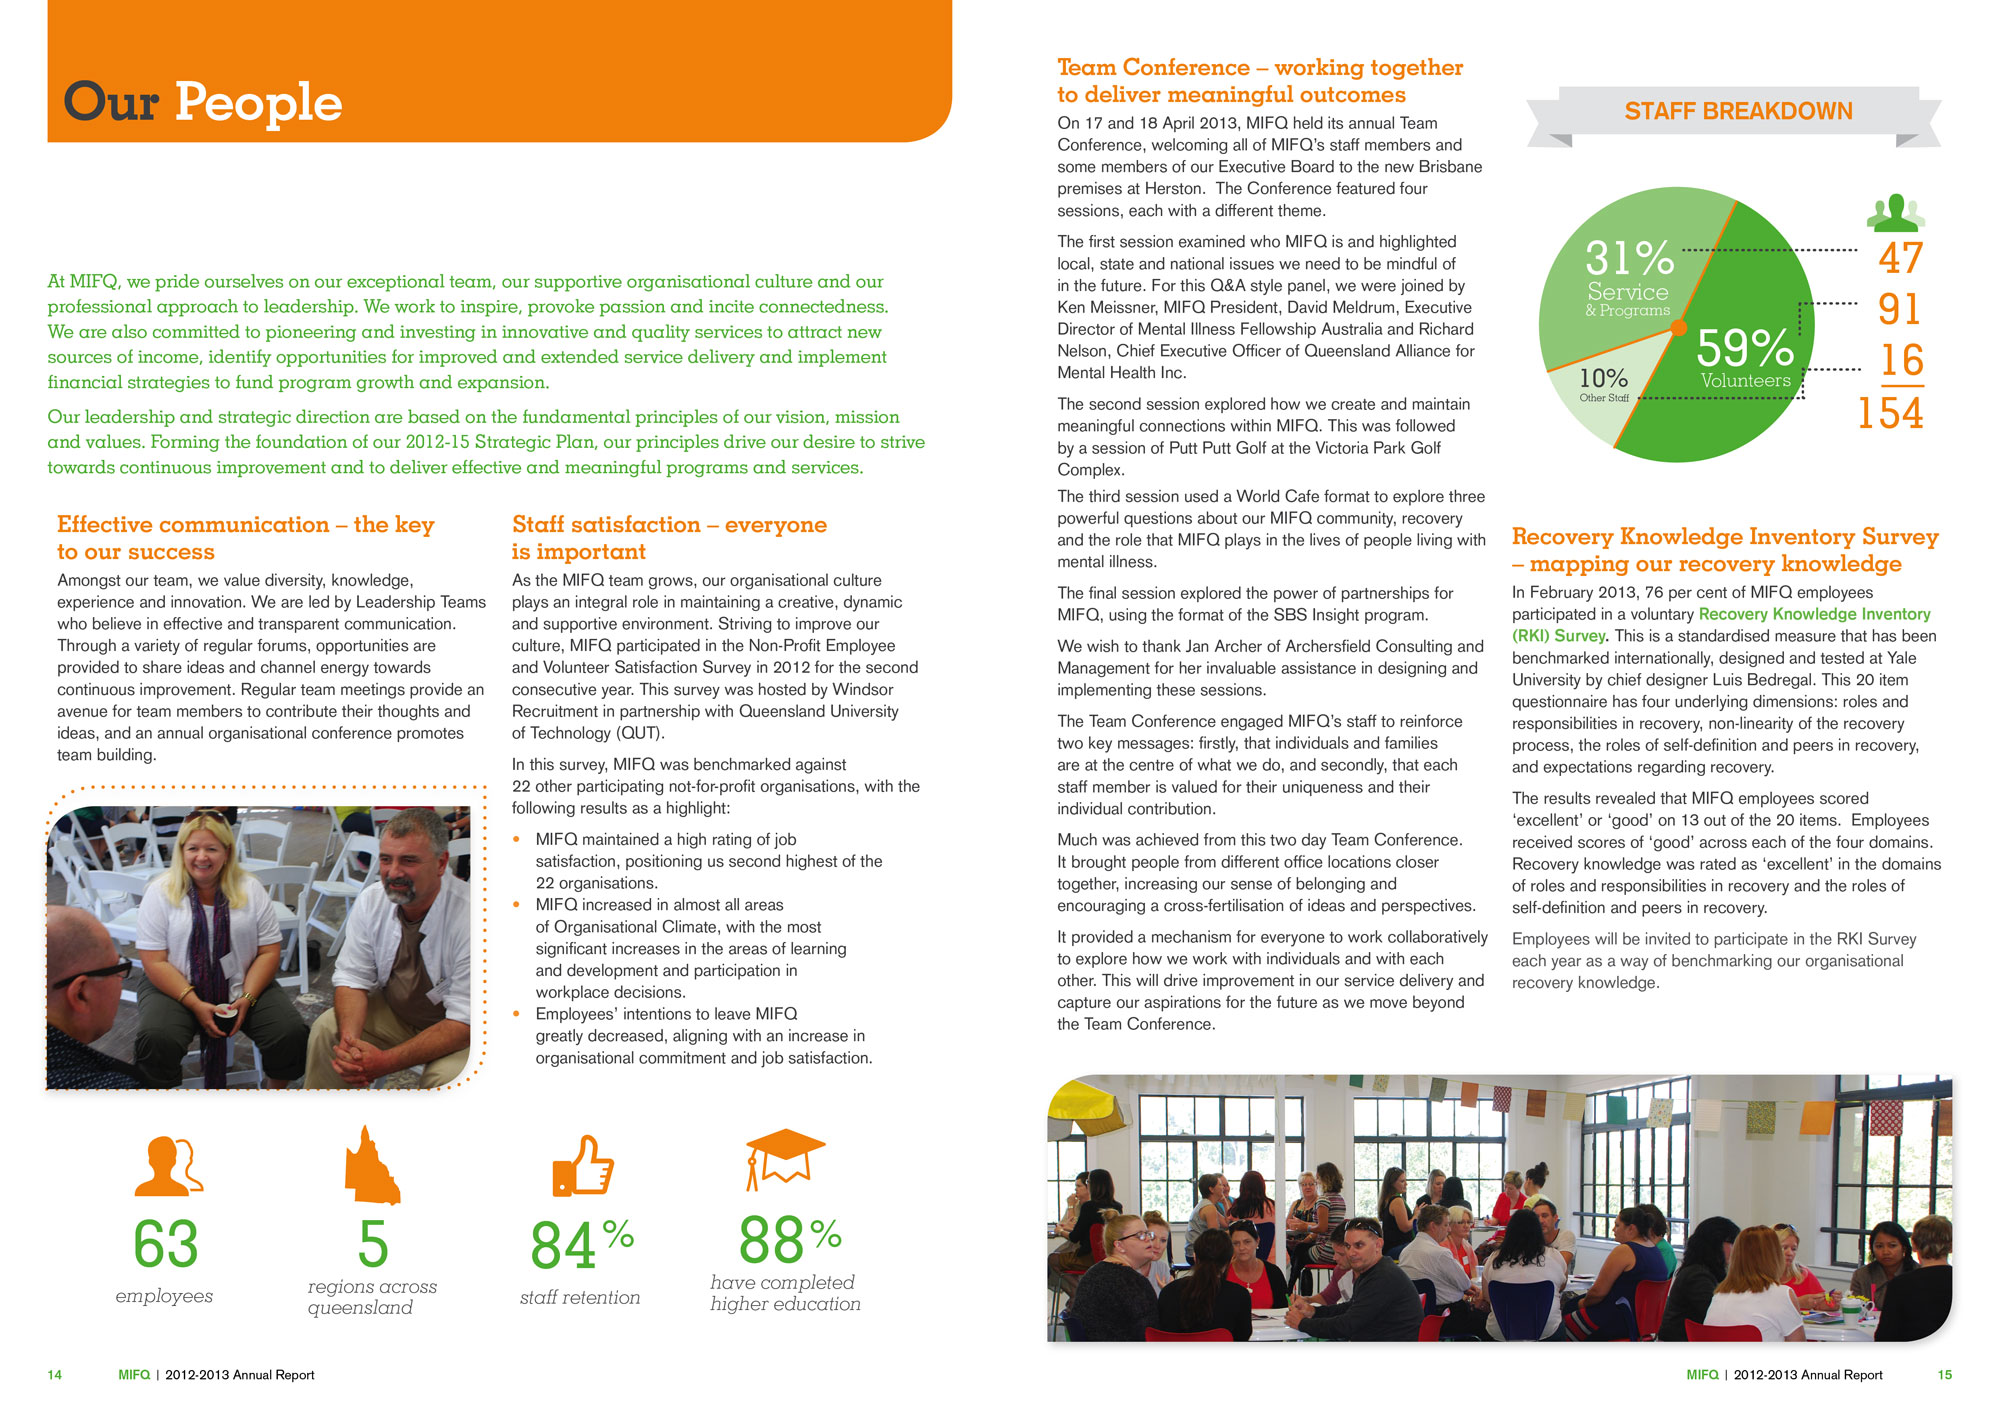 Our People
At MIFQ, we pride ourselves on our exceptional team, our supportive organisational culture and our
professional approach to leadership. We work to inspire, provoke passion and incite connectedness.
We are also committed to pioneering and investing in innovative and quality services to attract new
sources of income, identify opportunities for improved and extended service delivery and implement
financial strategies to fund program growth and expansion.
Our leadership and strategic direction are based on the fundamental principles of our vision, mission
and values. Forming the foundation of our 2012-15 Strategic Plan, our principles drive our desire to strive
towards continuous improvement and to deliver effective and meaningful programs and services.
Effective communication – the key
to our success
Amongst our team, we value diversity, knowledge,
experience and innovation. We are led by Leadership Teams
who believe in effective and transparent communication.
Through a variety of regular forums, opportunities are
provided to share ideas and channel energy towards
continuous improvement. Regular team meetings provide an
avenue for team members to contribute their thoughts and
ideas, and an annual organisational conference promotes
team building.
Staff satisfaction – everyone
is important
As the MIFQ team grows, our organisational culture
plays an integral role in maintaining a creative, dynamic
and supportive environment. Striving to improve our
culture, MIFQ participated in the Non-Profit Employee
and Volunteer Satisfaction Survey in 2012 for the second
consecutive year. This survey was hosted by Windsor
Recruitment in partnership with Queensland University
of Technology (QUT).
In this survey, MIFQ was benchmarked against
22 other participating not-for-profit organisations, with the
following results as a highlight:
• MIFQ maintained a high rating of job
satisfaction, positioning us second highest of the
22 organisations.
• MIFQ increased in almost all areas
of Organisational Climate, with the most
significant increases in the areas of learning
and development and participation in
workplace decisions.
• Employees' intentions to leave MIFQ
greatly decreased, aligning with an increase in
organisational commitment and job satisfaction.
63
employees
5
regions across
queensland
84%
staff retention
88%
have completed
higher education
14 MIFQ | 2012-2013 Annual Report
Team Conference – working together
to deliver meaningful outcomes
On 17 and 18 April 2013, MIFQ held its annual Team
Conference, welcoming all of MIFQ's staff members and
some members of our Executive Board to the new Brisbane
premises at Herston. The Conference featured four
sessions, each with a different theme.
The first session examined who MIFQ is and highlighted
local, state and national issues we need to be mindful of
in the future. For this Q&A style panel, we were joined by
Ken Meissner, MIFQ President, David Meldrum, Executive
Director of Mental Illness Fellowship Australia and Richard
Nelson, Chief Executive Officer of Queensland Alliance for
Mental Health Inc.
The second session explored how we create and maintain
meaningful connections within MIFQ. This was followed
by a session of Putt Putt Golf at the Victoria Park Golf
Complex.
The third session used a World Cafe format to explore three
powerful questions about our MIFQ community, recovery
and the role that MIFQ plays in the lives of people living with
mental illness.
The final session explored the power of partnerships for
MIFQ, using the format of the SBS Insight program.
We wish to thank Jan Archer of Archersfield Consulting and
Management for her invaluable assistance in designing and
implementing these sessions.
The Team Conference engaged MIFQ's staff to reinforce
two key messages: firstly, that individuals and families
are at the centre of what we do, and secondly, that each
staff member is valued for their uniqueness and their
individual contribution.
Much was achieved from this two day Team Conference.
It brought people from different office locations closer
together, increasing our sense of belonging and
encouraging a cross-fertilisation of ideas and perspectives.
It provided a mechanism for everyone to work collaboratively
to explore how we work with individuals and with each
other. This will drive improvement in our service delivery and
capture our aspirations for the future as we move beyond
the Team Conference.
STAFF BREAKDOWN
31%
Service
& Programs
59%
Volunteers
10%
Other Staff
47
91
16
154
Recovery Knowledge Inventory Survey
– mapping our recovery knowledge
In February 2013, 76 per cent of MIFQ employees
participated in a voluntary Recovery Knowledge Inventory
(RKI) Survey. This is a standardised measure that has been
benchmarked internationally, designed and tested at Yale
University by chief designer Luis Bedregal. This 20 item
questionnaire has four underlying dimensions: roles and
responsibilities in recovery, non-linearity of the recovery
process, the roles of self-definition and peers in recovery,
and expectations regarding recovery.
The results revealed that MIFQ employees scored
'excellent' or 'good' on 13 out of the 20 items. Employees
received scores of 'good' across each of the four domains.
Recovery knowledge was rated as 'excellent' in the domains
of roles and responsibilities in recovery and the roles of
self-definition and peers in recovery.
Employees will be invited to participate in the RKI Survey
each year as a way of benchmarking our organisational
recovery knowledge.
MIFQ | 2012-2013 Annual Report 15